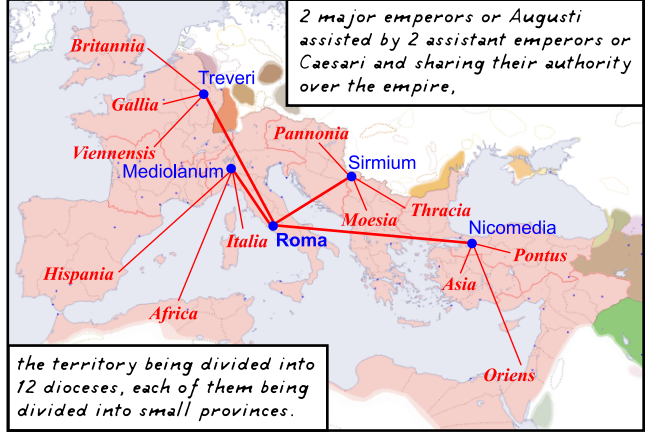 2 major emperors or Augusti
assisted by 2 assistant emperors or
Caesari and sharing their authority
over the empire,
Britannia
Treveri
Gallia
Pannonia
Viennensis
Mediolanum
Sirmium
Moesia
Thracia
Italia
Roma
Nicomedia
Pontus
Hispania
Asia
Africa
Oriens
the territory being divided into
12 dioceses, each of them being
divided into small provinces.